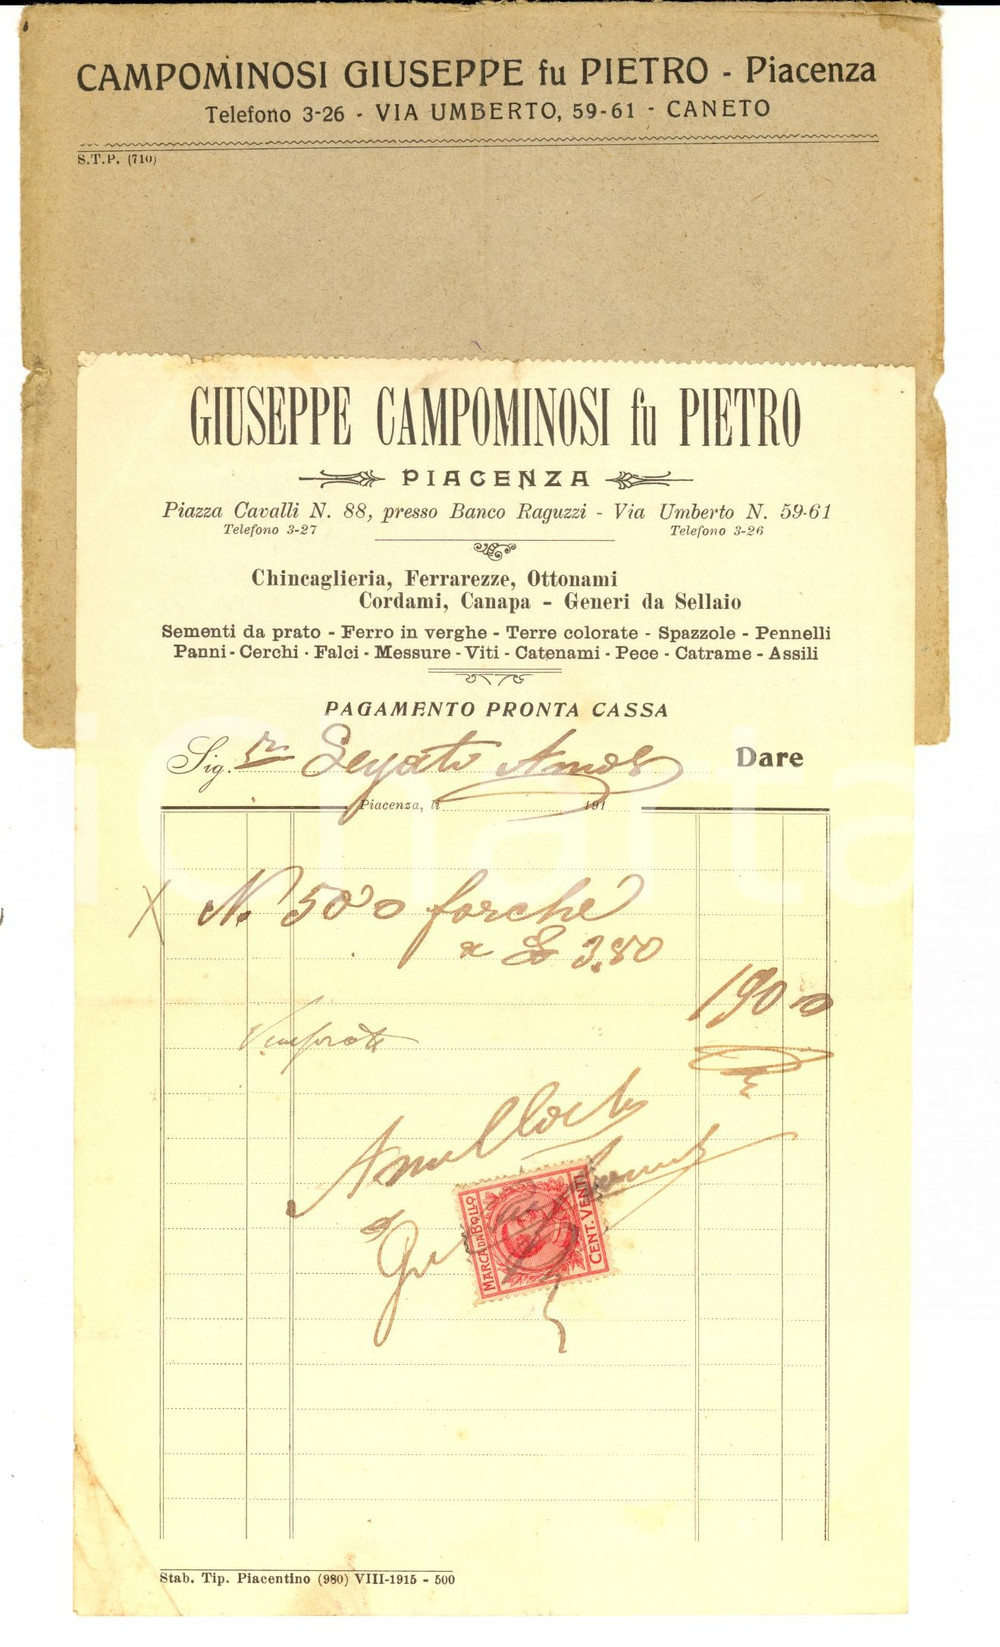 CAMPOMINOSI GIUSEPPE fu PIETRO - Piacenza
Telefono 3-26 - VIA UMBERTO, 59-61 - CANETO
S.T.P. (710)
GIUSEPPE CAMPOMINOSI fu PIETRO
PIACENZA
Piazza Cavalli N. 88, presso Banco Raguzzi - Via Umberto N. 59-61
Telefono 3-27 Telefono 3-26
Chincaglieria, Ferrarezze, Ottonami
Cordami, Canapa - Generi da Sellaio
Sementi da prato - Ferro in verghe - Terre colorate - Spazzole - Pennelli
Panni - Cerchi - Falci - Messure - Viti - Catenami - Pece - Catrame - Assili
PAGAMENTO PRONTA CASSA
Sig. Segato Amos Dare
Piacenza, li 191
X N. 50 forche
a 3.80
190
MARCA DA BOLLO
CENT. VENTI
Stab. Tip. Piacentino (980) VIII-1915 - 500